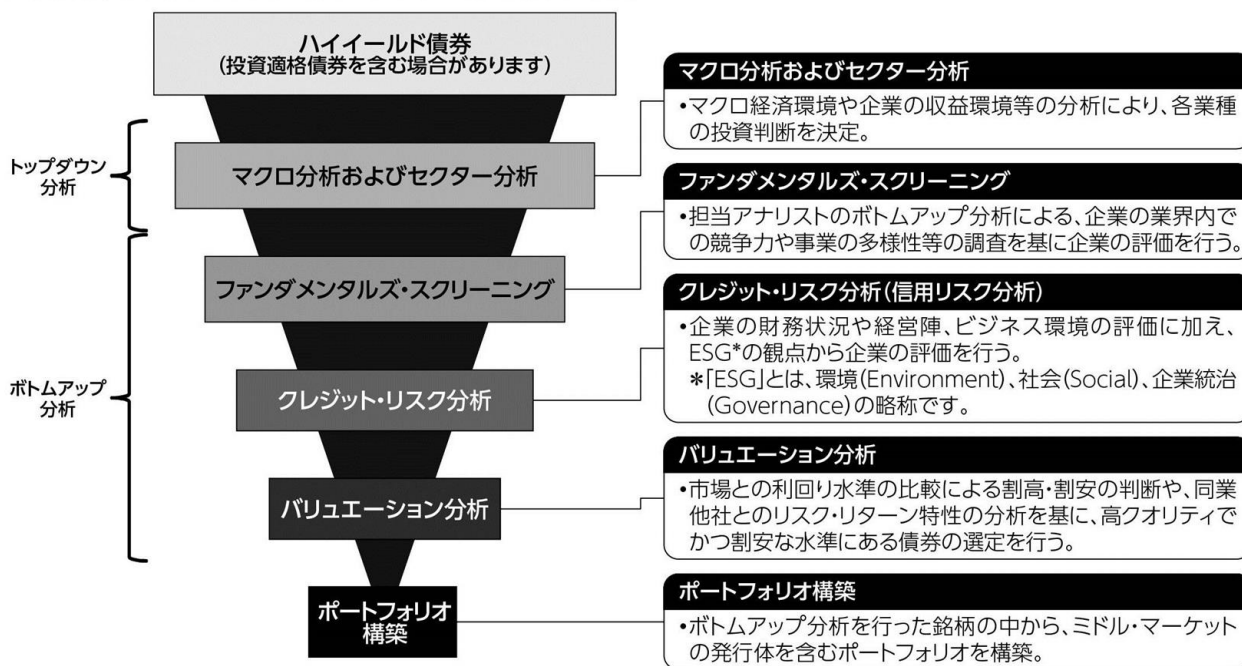 ハイイールド債券
(投資適格債券を含む場合があります)
トップダウン
分析
マクロ分析およびセクター分析
ボトムアップ
分析
ファンダメンタルズ・スクリーニング
クレジット・リスク分析
バリュエーション分析
ポートフォリオ
構築
マクロ分析およびセクター分析
•マクロ経済環境や企業の収益環境等の分析により、各業種
の投資判断を決定。
ファンダメンタルズ・スクリーニング
•担当アナリストのボトムアップ分析による、企業の業界内で
の競争力や事業の多様性等の調査を基に企業の評価を行う。
クレジット・リスク分析(信用リスク分析)
•企業の財務状況や経営陣、ビジネス環境の評価に加え、
ESG*の観点から企業の評価を行う。
*「ESG」とは、環境(Environment)、社会(Social)、企業統治
(Governance)の略称です。
バリュエーション分析
•市場との利回り水準の比較による割高・割安の判断や、同業
他社とのリスク・リターン特性の分析を基に、高クオリティで
かつ割安な水準にある債券の選定を行う。
ポートフォリオ構築
•ボトムアップ分析を行った銘柄の中から、ミドル・マーケット
の発行体を含むポートフォリオを構築。